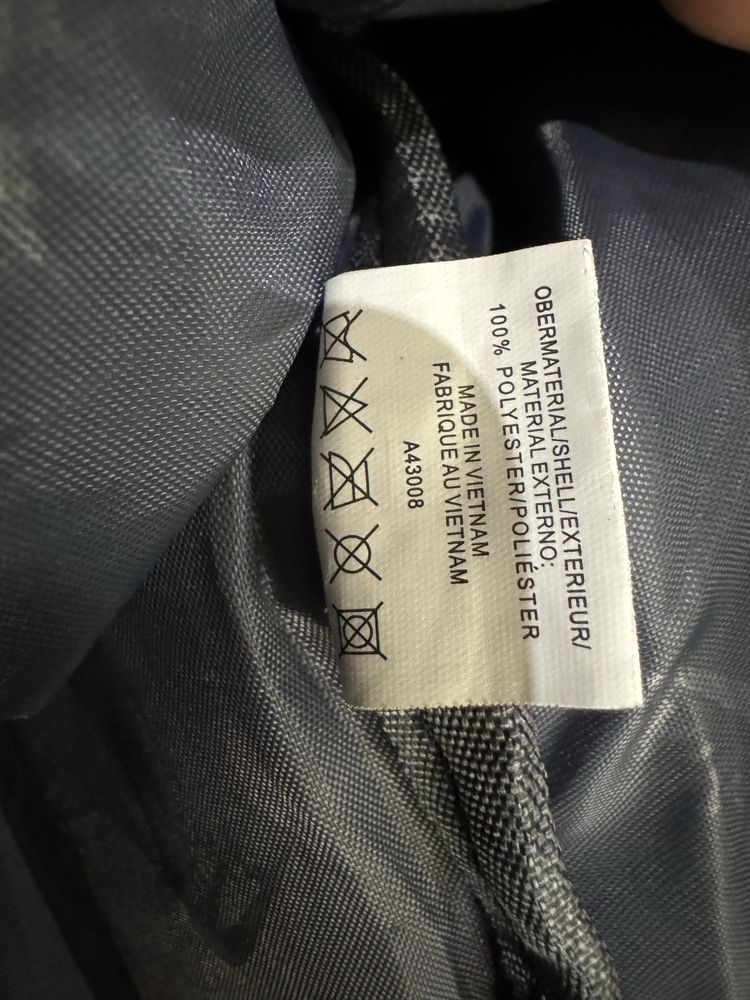 OBERMATERIAL/SHELL/EXTERIEUR/
MATERIAL EXTERNO:
100% POLYESTER/POLIÉSTER
MADE IN VIETNAM
FABRIQUE AU VIETNAM
A43008